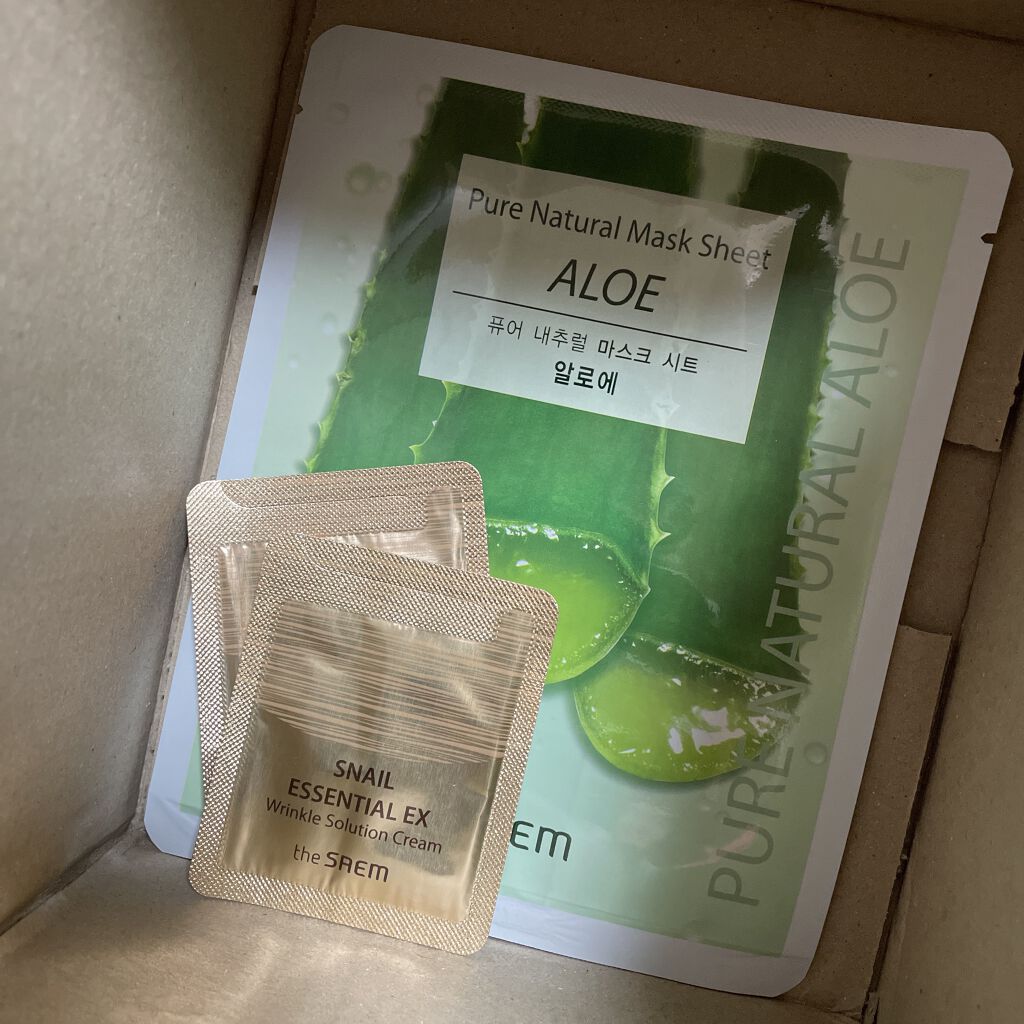 Pure Natural Mask Sheet
ALOE
퓨어 내추럴 마스크 시트
알로에
PURE NATURAL ALOE
SNAIL
ESSENTIAL EX
Wrinkle Solution Cream
the SAEM